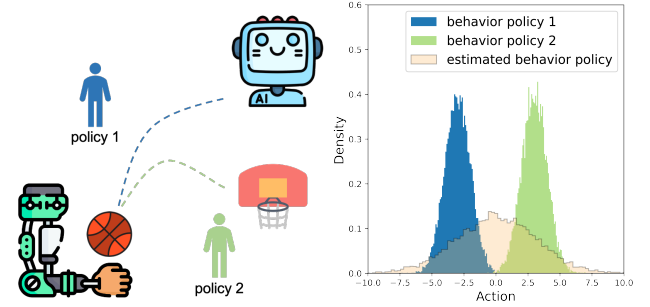 policy 1
AI
policy 2
behavior policy 1
behavior policy 2
estimated behavior policy
Density
0.6
0.5
0.4
0.3
0.2
0.1
0.0
−10.0 −7.5 −5.0 −2.5 0.0 2.5 5.0 7.5 10.0
Action